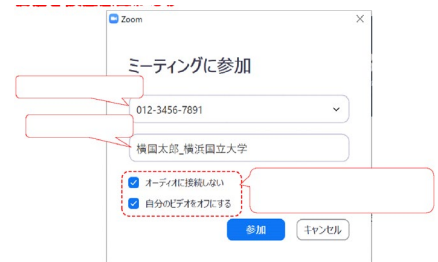 Zoom
ミーティングに参加
012-3456-7891
横国太郎_横浜国立大学
オーディオに接続しない
自分のビデオをオフにする
参加
キャンセル